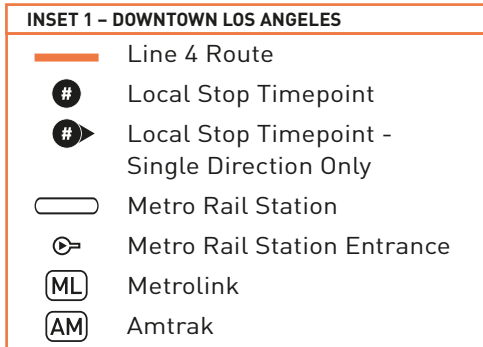 INSET 1 – DOWNTOWN LOS ANGELES
Line 4 Route
# Local Stop Timepoint
# Local Stop Timepoint -
Single Direction Only
Metro Rail Station
Metro Rail Station Entrance
ML Metrolink
AM Amtrak